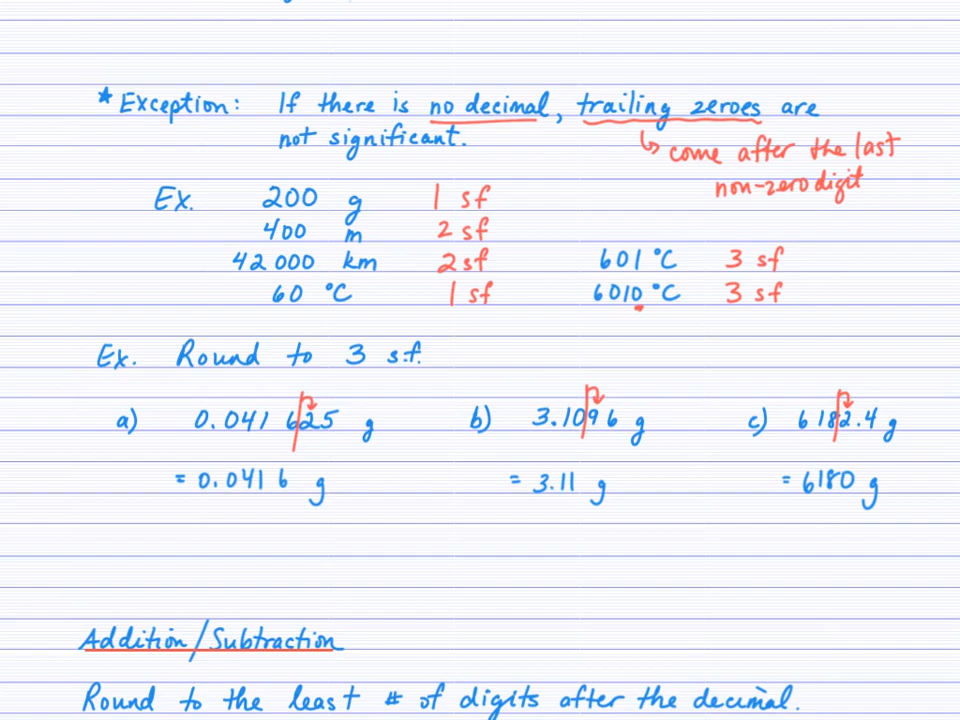 * Exception: If there is no decimal, trailing zeroes are
not significant.
↳ come after the last
non-zero digit
Ex. 200 g 1 sf
400 m 2 sf
42 000 km 2 sf 601 °C 3 sf
60 °C 1 sf 6010 °C 3 sf
Ex. Round to 3 s.f.
a) 0.041 625 g b) 3.1096 g c) 6182.4 g
= 0.0416 g = 3.11 g = 6180 g
Addition/Subtraction
Round to the least # of digits after the decimal.